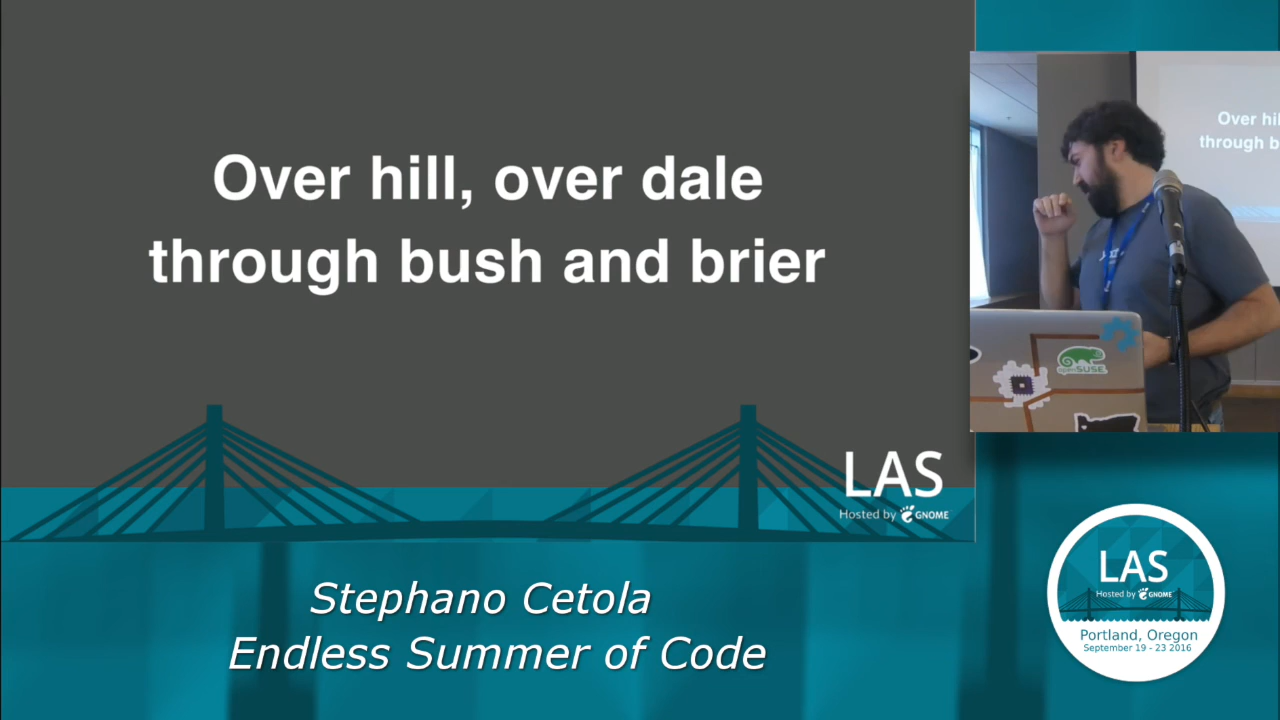 Over hill, over dale
through bush and brier
LAS
Hosted by GNOME
Over hil
through b
openSUSE
Stephano Cetola
Endless Summer of Code
LAS
Hosted by GNOME
Portland, Oregon
September 19 - 23 2016